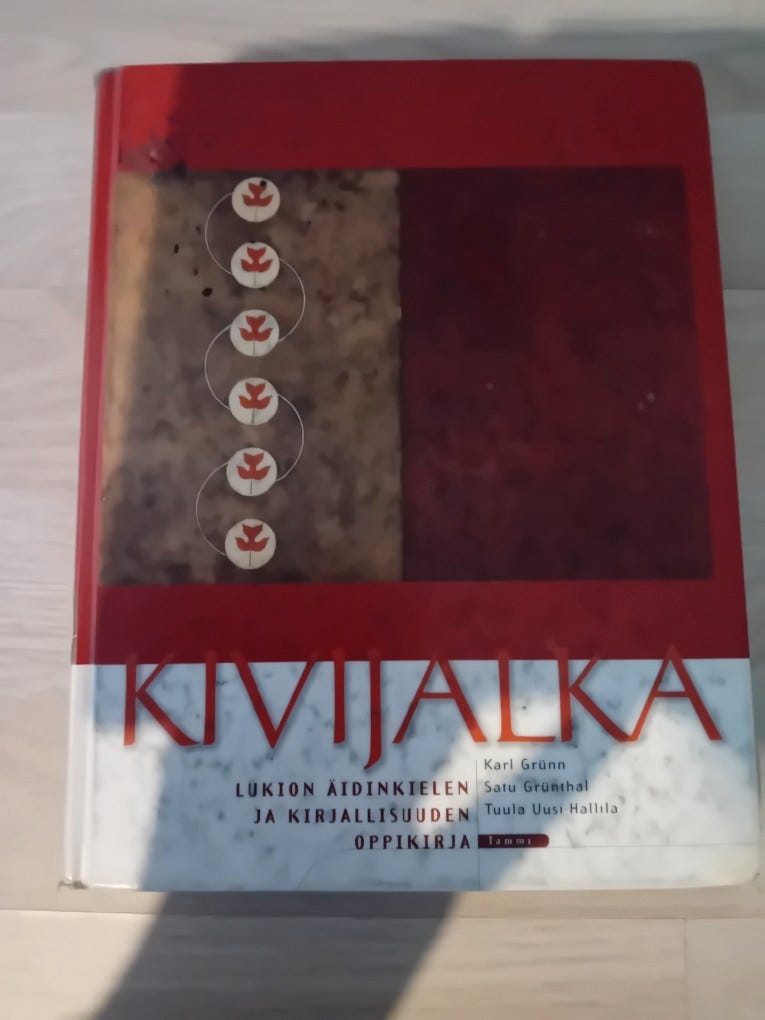 KIVIJALKA
LUKION ÄIDINKIELEN
JA KIRJALLISUUDEN
OPPIKIRJA
Karl Grünn
Satu Grünthal
Tuula Uusi-Hallila
Tammi